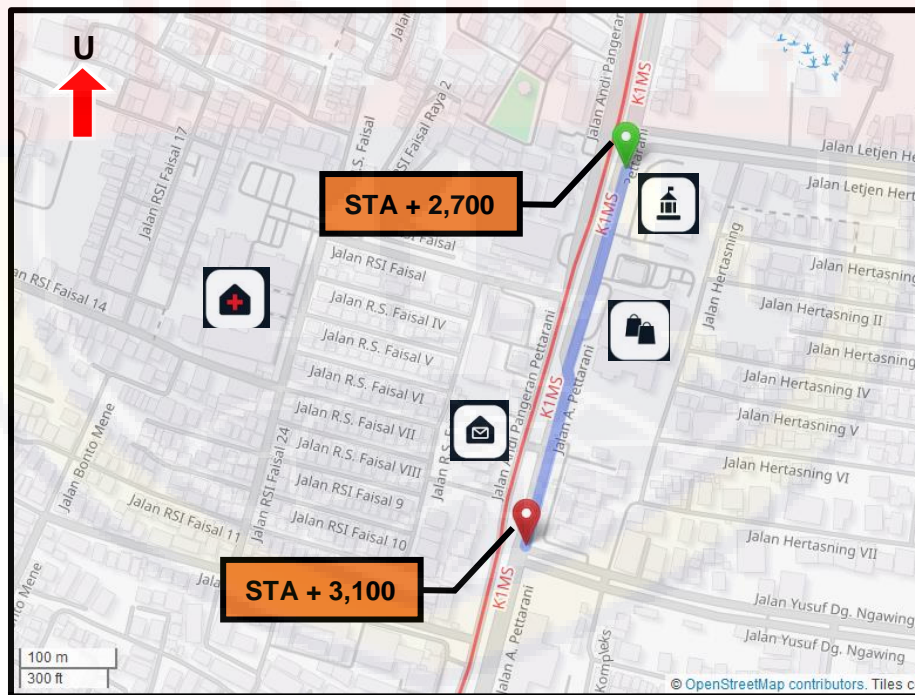 U
Jalan RSI Faisal 17
R.S. Faisal
RSI Faisal Raya 2
Jalan Andi Pangeran
K1MS
Pettarani
Jalan Letjen He
Jalan Letjen He
STA + 2,700
K1MS
Jalan RSI Faisal
Jalan RSI Faisal 14
Jalan R.S. Faisal IV
Jalan Hertasning
Jalan Hertasning
Jalan Hertasning II
Jalan R.S. Faisal V
Jalan Andi Pangeran Pettarani
Jalan A. Pettarani
Jalan R.S. Faisal VI
K1MS
Jalan Hertasning IV
Jalan Bonto Mene
Jalan RSI Faisal 24
Jalan R.S. Faisal VII
Jalan Hertasning V
Jalan R.S. Faisal VIII
Jalan Hertasning VI
Jalan RSI Faisal 9
Jalan RSI Faisal 11
Jalan RSI Faisal 10
Jalan Hertasning VII
STA + 3,100
K1MS
Jalan A. Pettarani
Jalan Yusuf Dg. Ngawing
Jalan Yusuf Dg. Ngawing
Kompleks
100 m
300 ft
© OpenStreetMap contributors. Tiles c